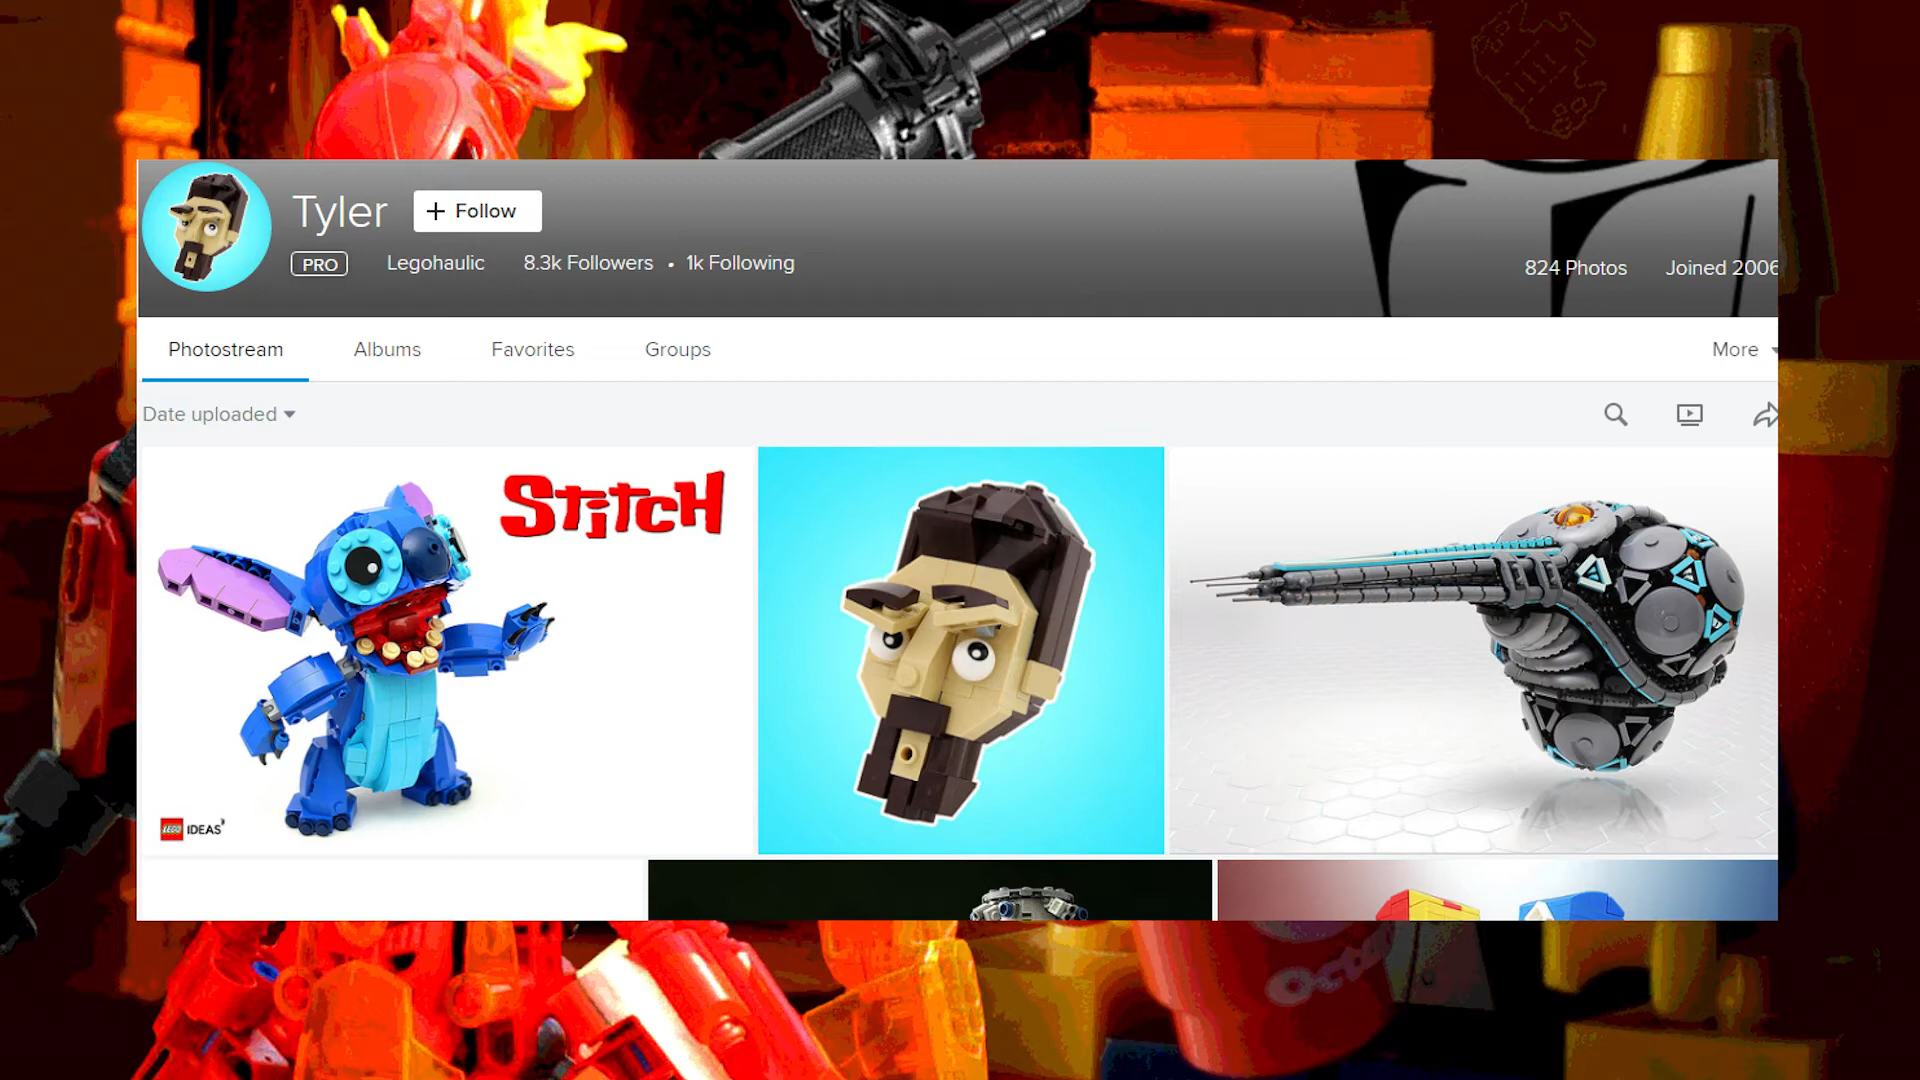 Tyler
+ Follow
PRO
Legohaulic
8.3k Followers • 1k Following
824 Photos
Joined 2006
Photostream
Albums
Favorites
Groups
More
Date uploaded
STiTCH
LEGO IDEAS